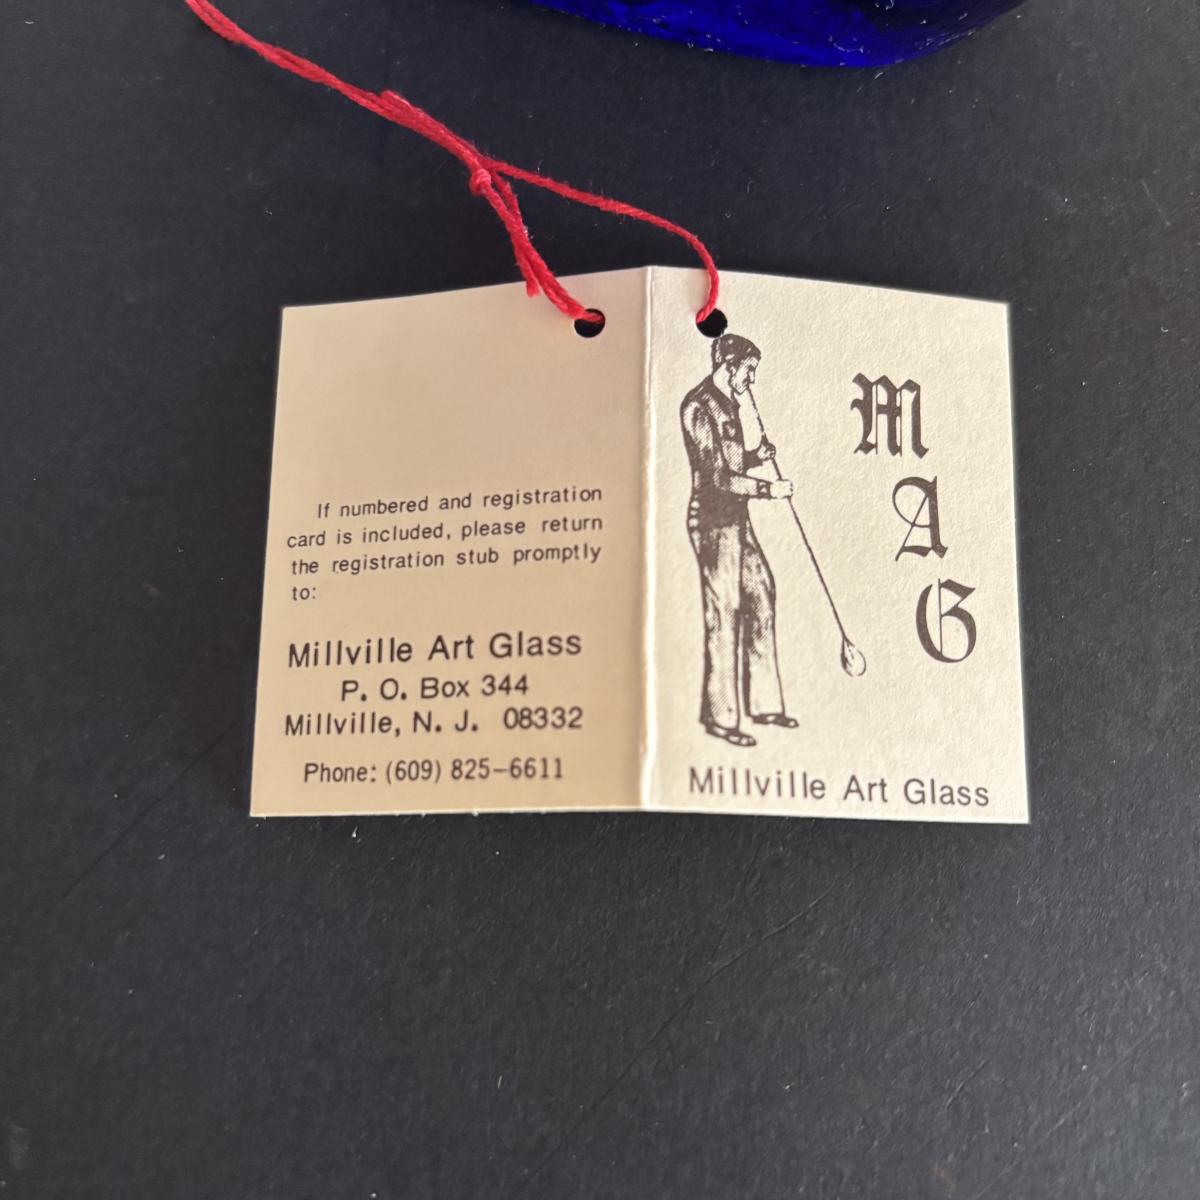 If numbered and registration
card is included, please return
the registration stub promptly
to:
Millville Art Glass
P. O. Box 344
Millville, N. J. 08332
Phone: (609) 825-6611
M
A
G
Millville Art Glass